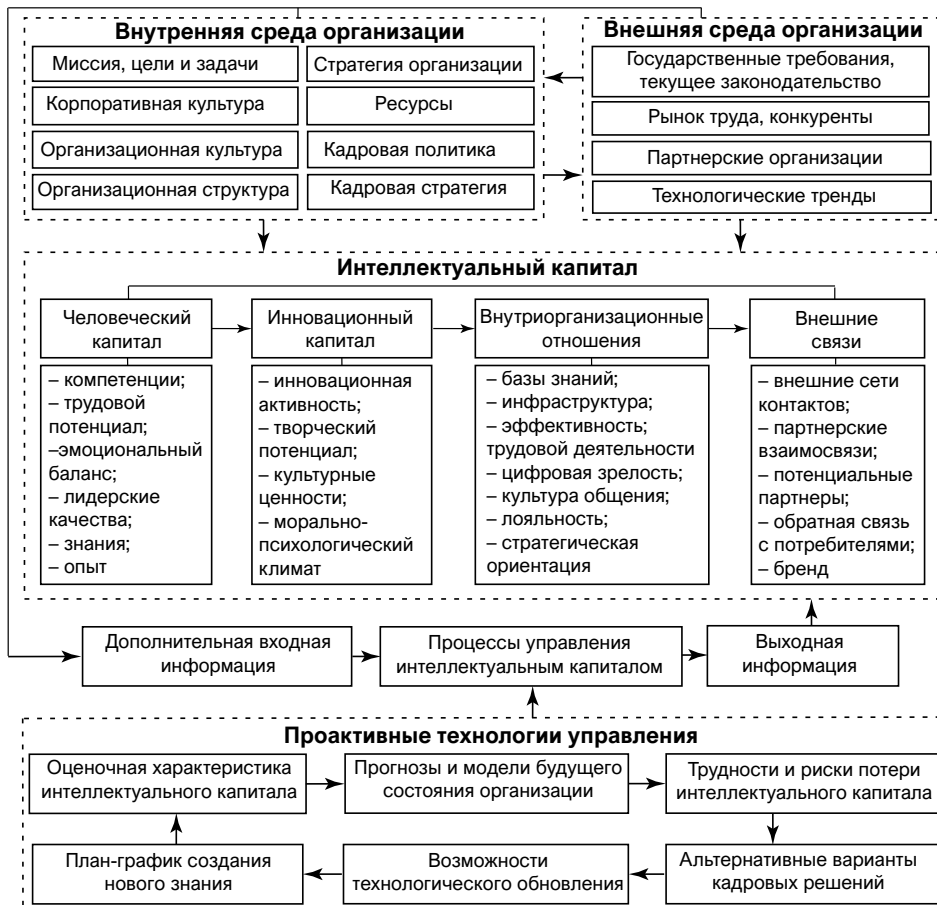 Внутренняя среда организации
Миссия, цели и задачи
Стратегия организации
Корпоративная культура
Ресурсы
Организационная культура
Кадровая политика
Организационная структура
Кадровая стратегия
Внешняя среда организации
Государственные требования,
текущее законодательство
Рынок труда, конкуренты
Партнерские организации
Технологические тренды
Интеллектуальный капитал
Человеческий
капитал
– компетенции;
– трудовой
потенциал;
–эмоциональный
баланс;
– лидерские
качества;
– знания;
– опыт
Инновационный
капитал
– инновационная
активность;
– творческий
потенциал;
– культурные
ценности;
– морально-
психологический
климат
Внутриорганизационные
отношения
– базы знаний;
– инфраструктура;
– эффективность;
трудовой деятельности
– цифровая зрелость;
– культура общения;
– лояльность;
– стратегическая
ориентация
Внешние
связи
– внешние сети
контактов;
– партнерские
взаимосвязи;
– потенциальные
партнеры;
– обратная связь
с потребителями;
– бренд
Дополнительная входная
информация
Процессы управления
интеллектуальным капиталом
Выходная
информация
Проактивные технологии управления
Оценочная характеристика
интеллектуального капитала
Прогнозы и модели будущего
состояния организации
Трудности и риски потери
интеллектуального капитала
План-график создания
нового знания
Возможности
технологического обновления
Альтернативные варианты
кадровых решений